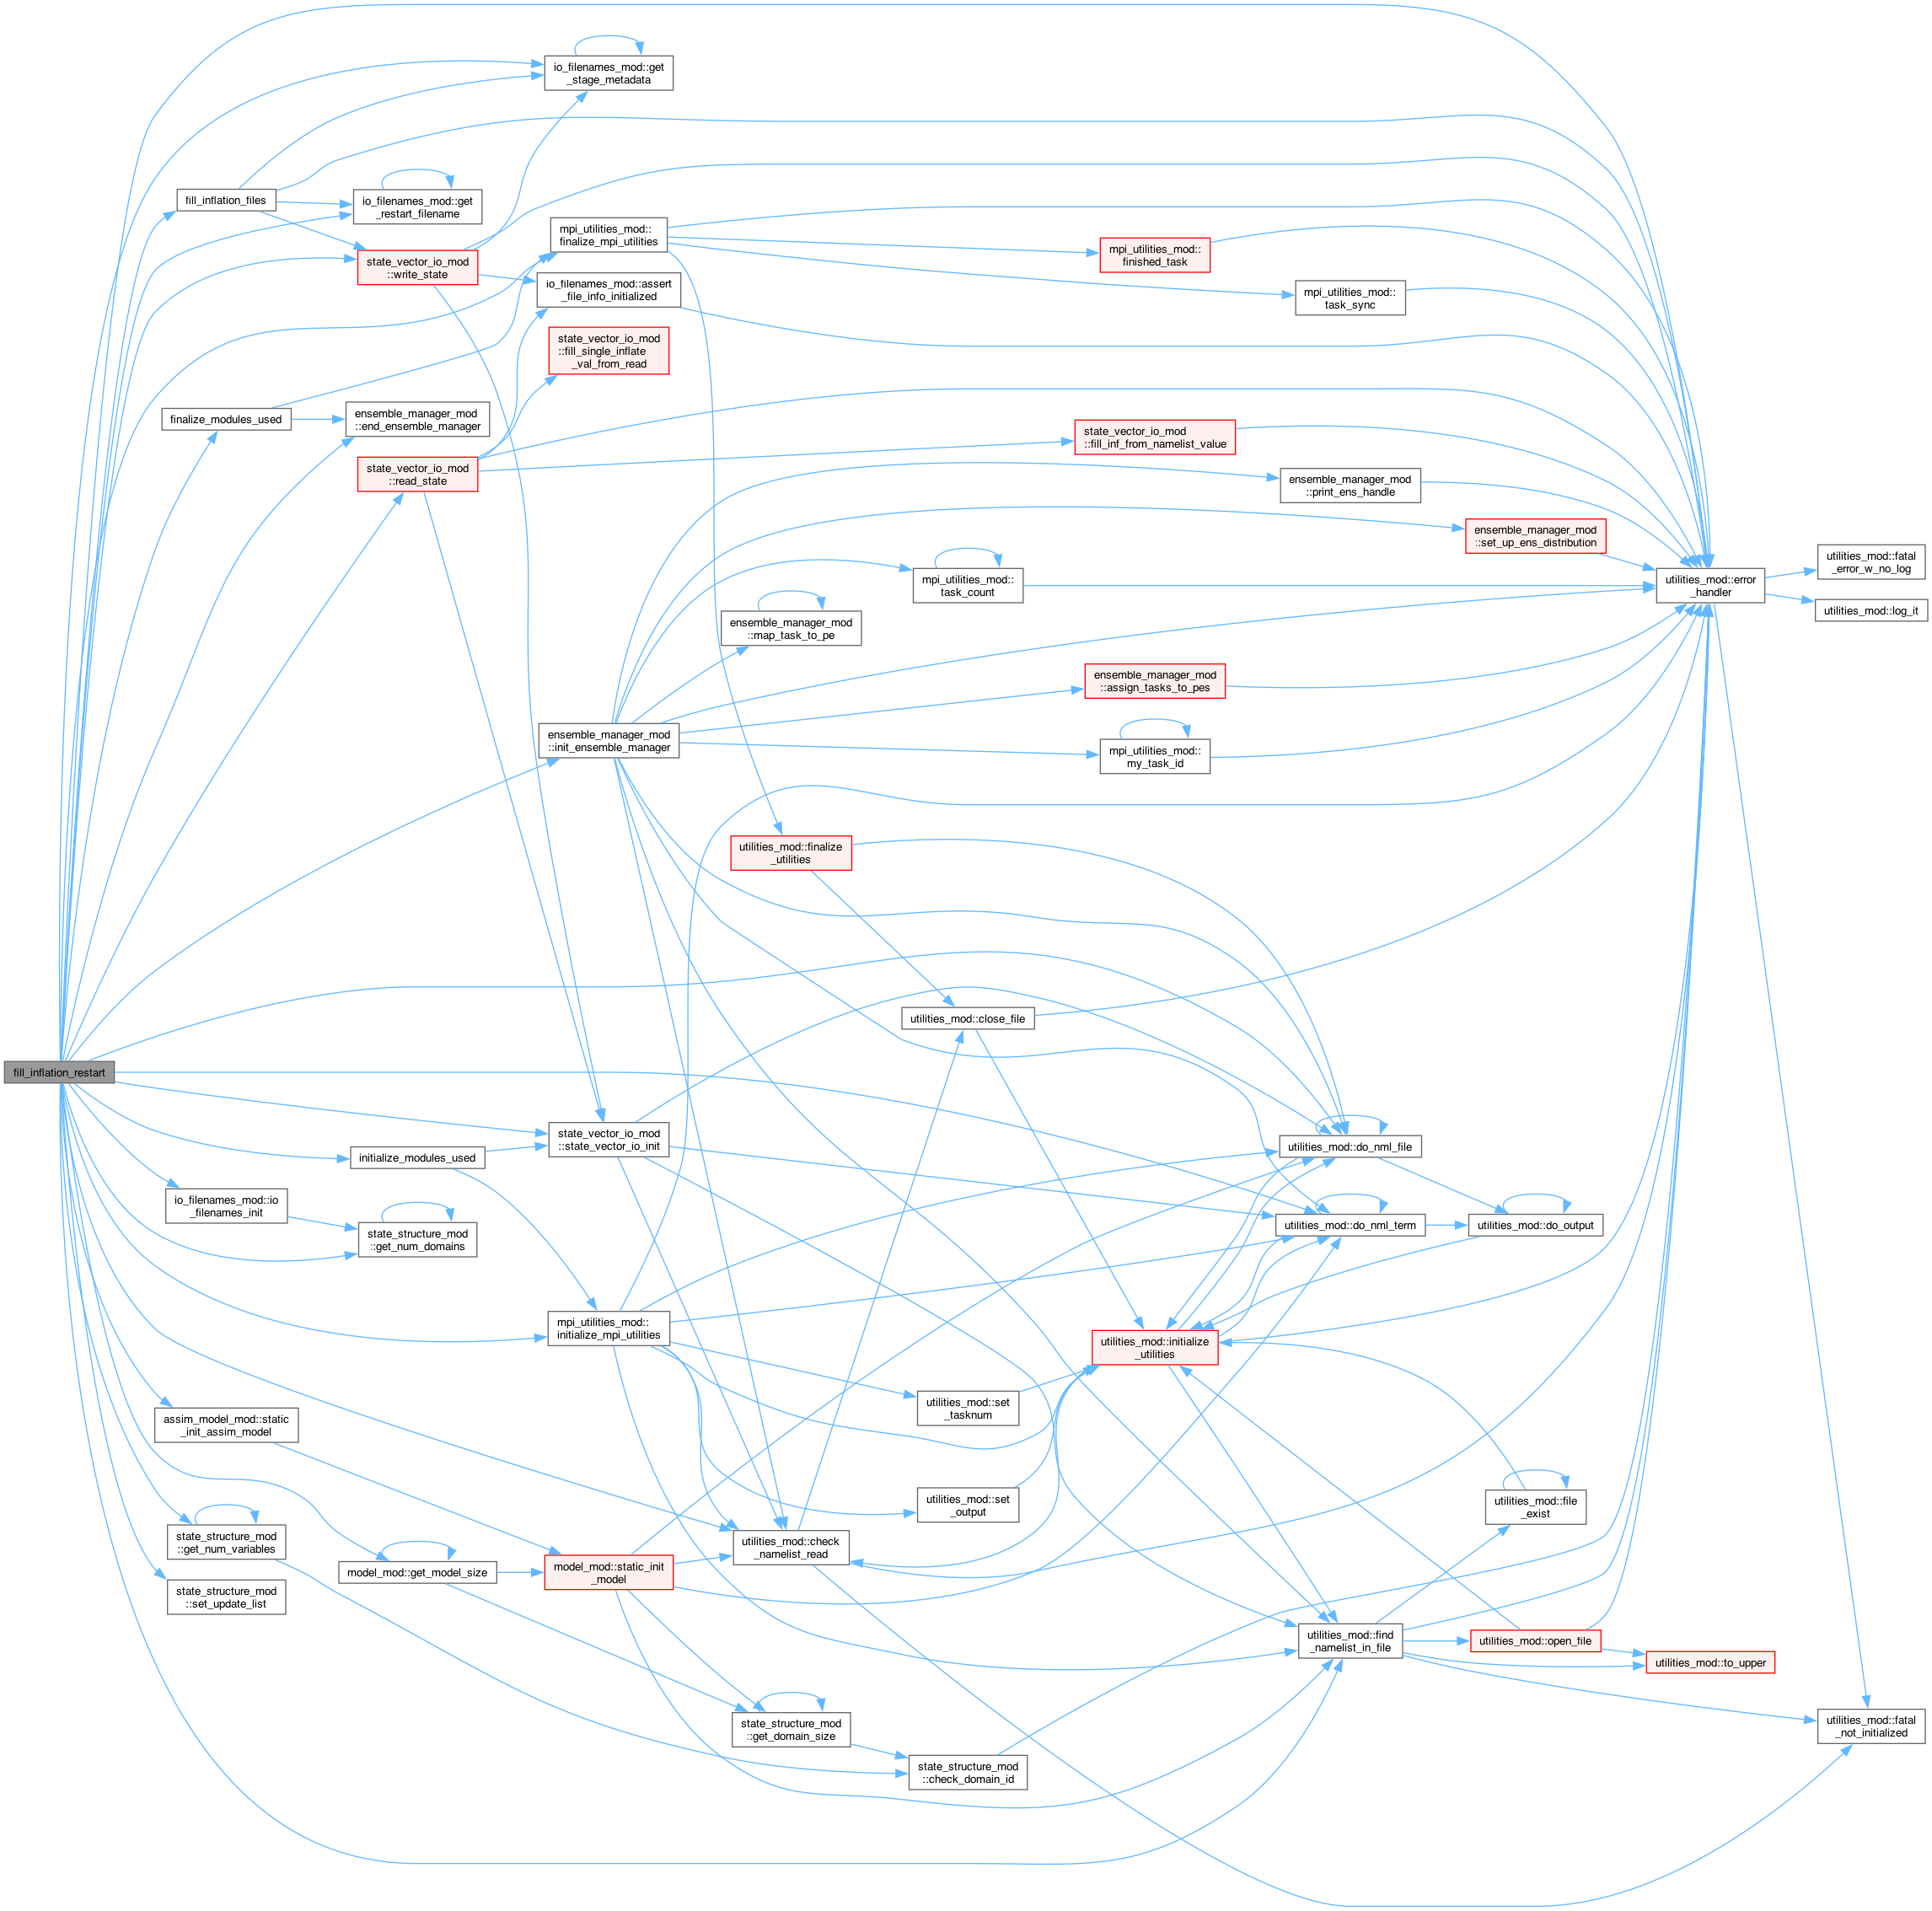 io_filenames_mod::get
_stage_metadata
fill_inflation_files
io_filenames_mod::get
_restart_filename
mpi_utilities_mod::
finalize_mpi_utilities
mpi_utilities_mod::
finished_task
state_vector_io_mod
::write_state
io_filenames_mod::assert
_file_info_initialized
mpi_utilities_mod::
task_sync
state_vector_io_mod
::fill_single_inflate
_val_from_read
finalize_modules_used
ensemble_manager_mod
::end_ensemble_manager
state_vector_io_mod
::fill_inf_from_namelist_value
state_vector_io_mod
::read_state
ensemble_manager_mod
::print_ens_handle
ensemble_manager_mod
::set_up_ens_distribution
utilities_mod::fatal
_error_w_no_log
mpi_utilities_mod::
task_count
utilities_mod::error
_handler
utilities_mod::log_it
ensemble_manager_mod
::map_task_to_pe
ensemble_manager_mod
::assign_tasks_to_pes
ensemble_manager_mod
::init_ensemble_manager
mpi_utilities_mod::
my_task_id
utilities_mod::finalize
_utilities
utilities_mod::close_file
fill_inflation_restart
state_vector_io_mod
::state_vector_io_init
utilities_mod::do_nml_file
initialize_modules_used
io_filenames_mod::io
_filenames_init
state_structure_mod
::get_num_domains
utilities_mod::do_nml_term
utilities_mod::do_output
mpi_utilities_mod::
initialize_mpi_utilities
utilities_mod::initialize
_utilities
utilities_mod::set
_tasknum
assim_model_mod::static
_init_assim_model
utilities_mod::set
_output
utilities_mod::file
_exist
state_structure_mod
::get_num_variables
utilities_mod::check
_namelist_read
model_mod::get_model_size
model_mod::static_init
_model
state_structure_mod
::set_update_list
utilities_mod::find
_namelist_in_file
utilities_mod::open_file
utilities_mod::to_upper
state_structure_mod
::get_domain_size
utilities_mod::fatal
_not_initialized
state_structure_mod
::check_domain_id